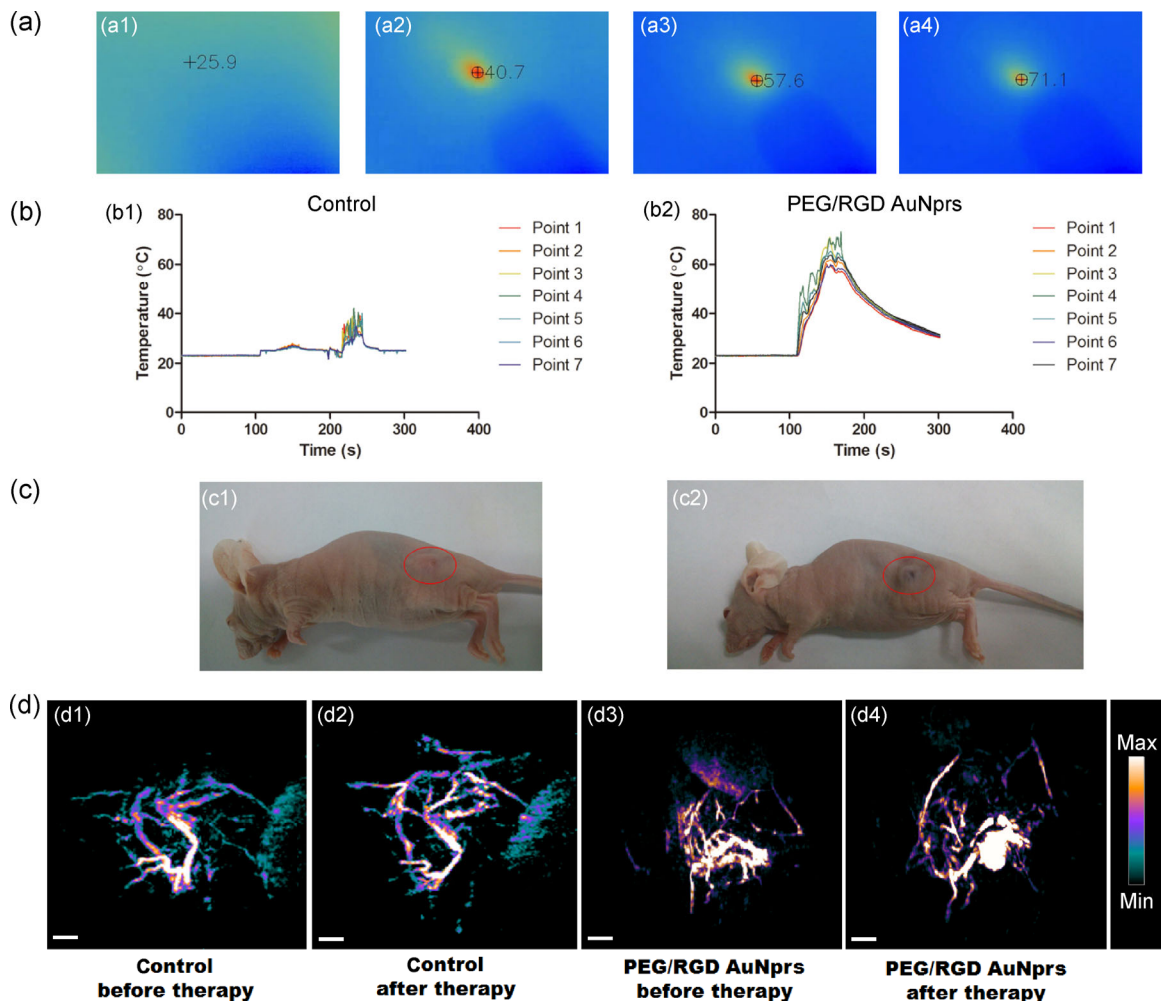 (a)
(a1)
(a2)
(a3)
(a4)
+25.9
40.7
57.6
71.1
(b)
(b1)
Control
Temperature (°C)
80
60
40
20
0
0 100 200 300 400
Time (s)
Point 1
Point 2
Point 3
Point 4
Point 5
Point 6
Point 7
(b2)
PEG/RGD AuNprs
Temperature (°C)
80
60
40
20
0
0 100 200 300 400
Time (s)
Point 1
Point 2
Point 3
Point 4
Point 5
Point 6
Point 7
(c)
(c1)
(c2)
(d)
(d1)
(d2)
(d3)
(d4)
Max
Min
Control
before therapy
Control
after therapy
PEG/RGD AuNprs
before therapy
PEG/RGD AuNprs
after therapy